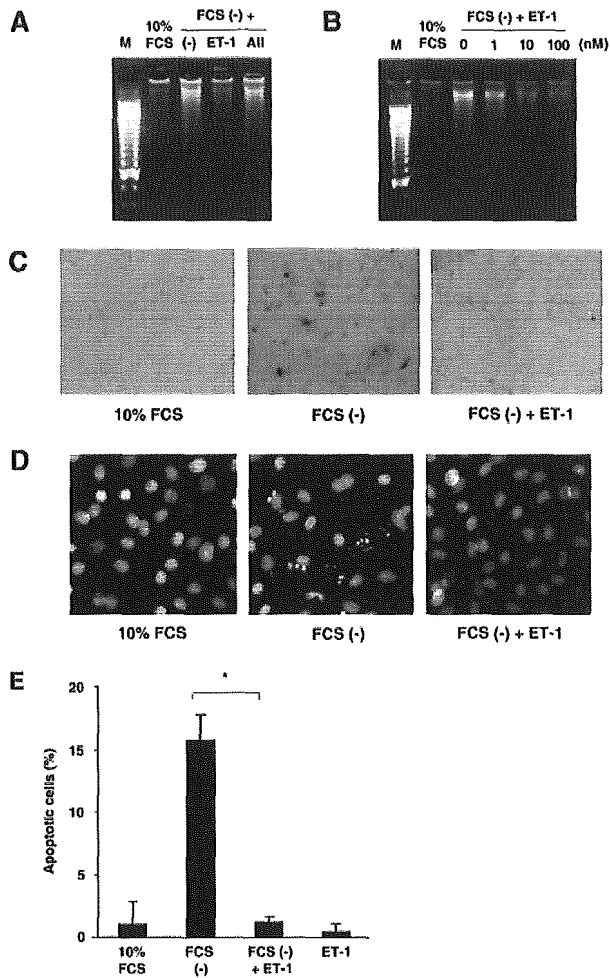 A
FCS (-) +
10%
M FCS (-) ET-1 AII
B
FCS (-) + ET-1
10%
M FCS 0 1 10 100 (nM)
C
10% FCS FCS (-) FCS (-) + ET-1
D
10% FCS FCS (-) FCS (-) + ET-1
E
Apoptotic cells (%)
20
15
10
5
0
*
10% FCS FCS (-) ET-1
FCS (-) + ET-1